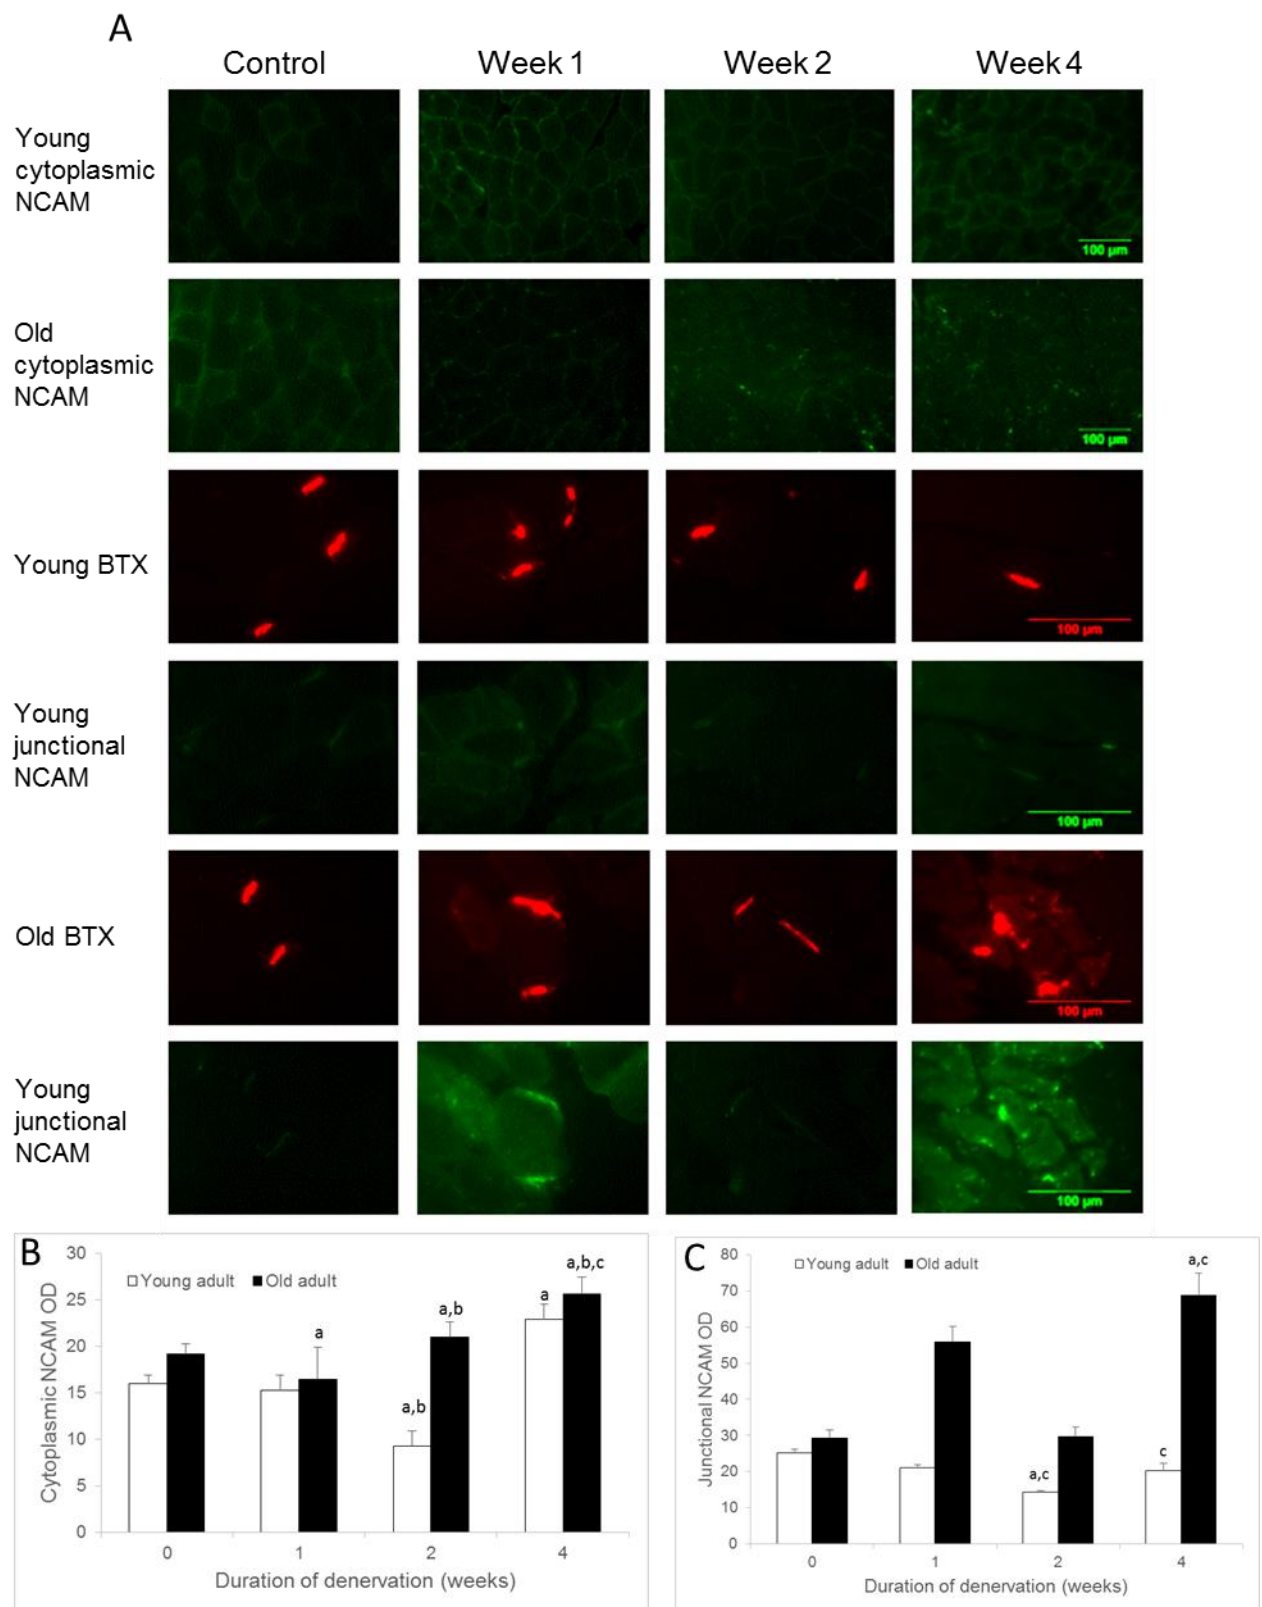 A
Control Week 1 Week 2 Week 4
Young
cytoplasmic
NCAM
100 µm
Old
cytoplasmic
NCAM
100 µm
Young BTX
100 µm
Young
junctional
NCAM
100 µm
Old BTX
100 µm
Young
junctional
NCAM
100 µm
B
Cytoplasmic NCAM OD
30
25
20
15
10
5
0
Young adult Old adult
a
a,b
a,b
a
a,b,c
0 1 2 4
Duration of denervation (weeks)
C
Junctional NCAM OD
80
70
60
50
40
30
20
10
0
Young adult Old adult
a,c
c
a,c
0 1 2 4
Duration of denervation (weeks)